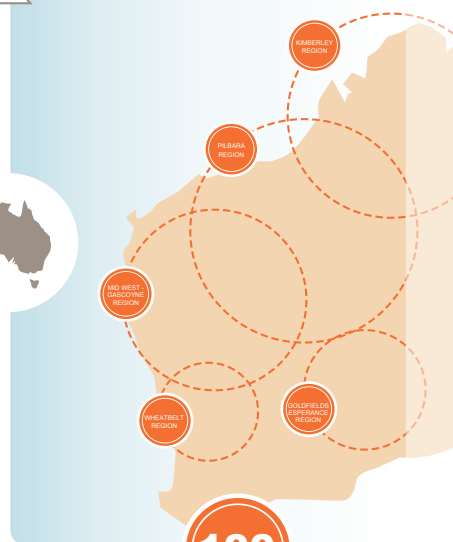 KIMBERLEY
REGION
PILBARA
REGION
MID WEST -
GASCOYNE
REGION
GOLDFIELDS
ESPERANCE
REGION
WHEATBELT
REGION